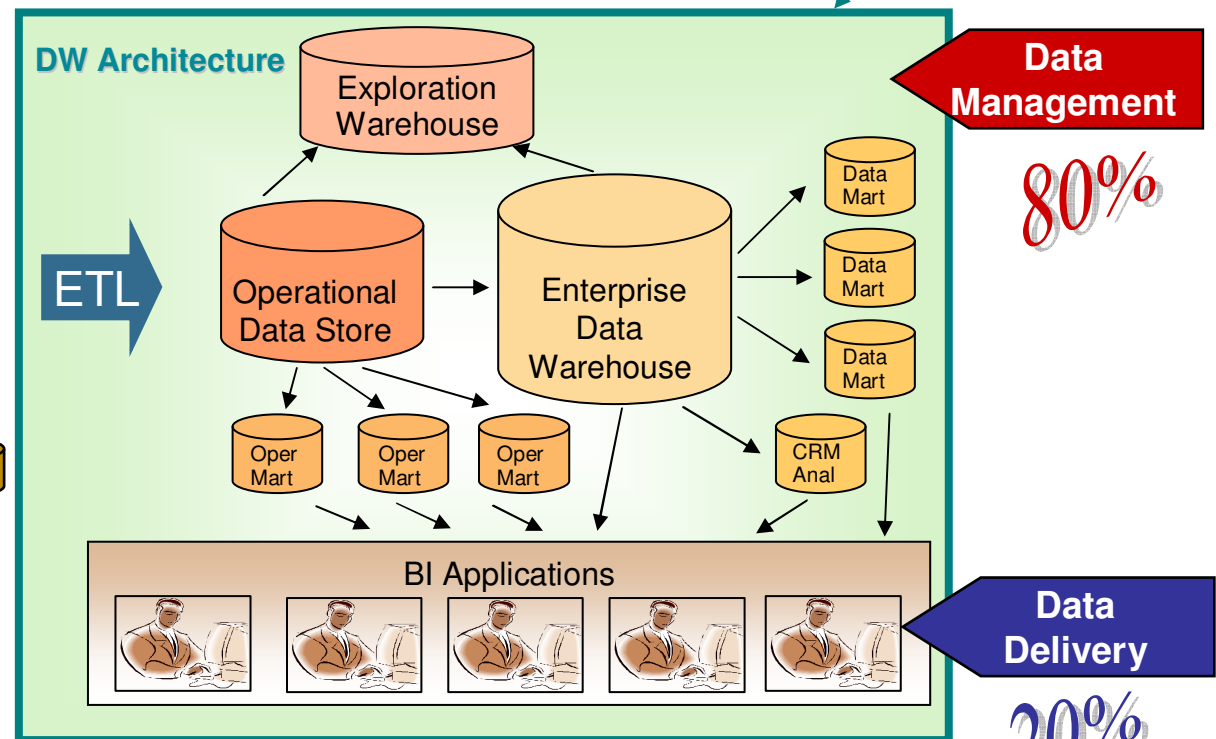 DW Architecture
Exploration
Warehouse
Data
Management
80%
Data
Mart
Data
Mart
Data
Mart
ETL
Operational
Data Store
Enterprise
Data
Warehouse
Oper
Mart
Oper
Mart
Oper
Mart
CRM
Anal
BI Applications
Data
Delivery
20%